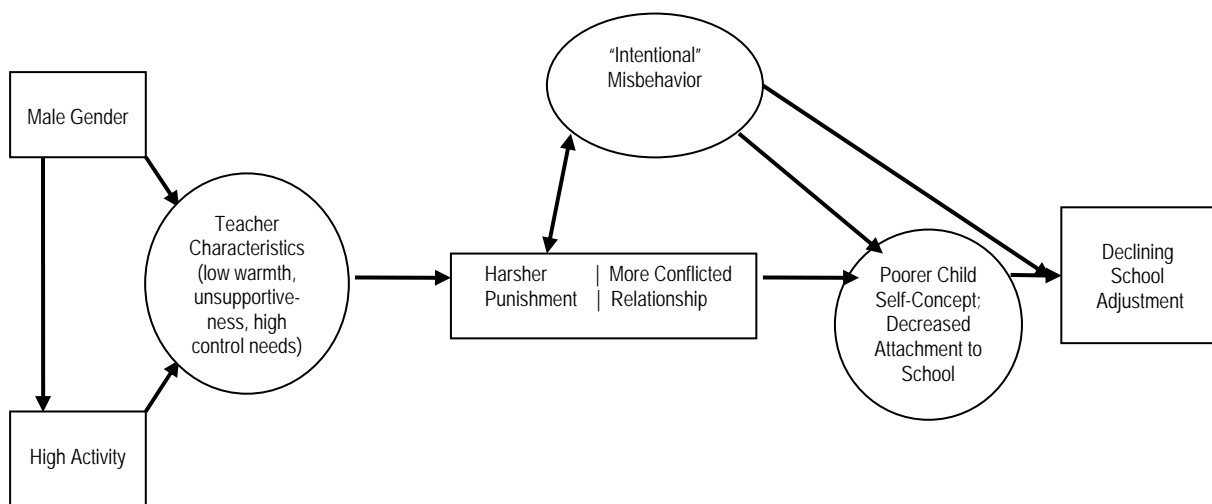 “Intentional”
Misbehavior
Male Gender
Teacher
Characteristics
(low warmth,
unsupportive-
ness, high
control needs)
Harsher | More Conflicted
Punishment | Relationship
Poorer Child
Self-Concept;
Decreased
Attachment to
School
Declining
School
Adjustment
High Activity